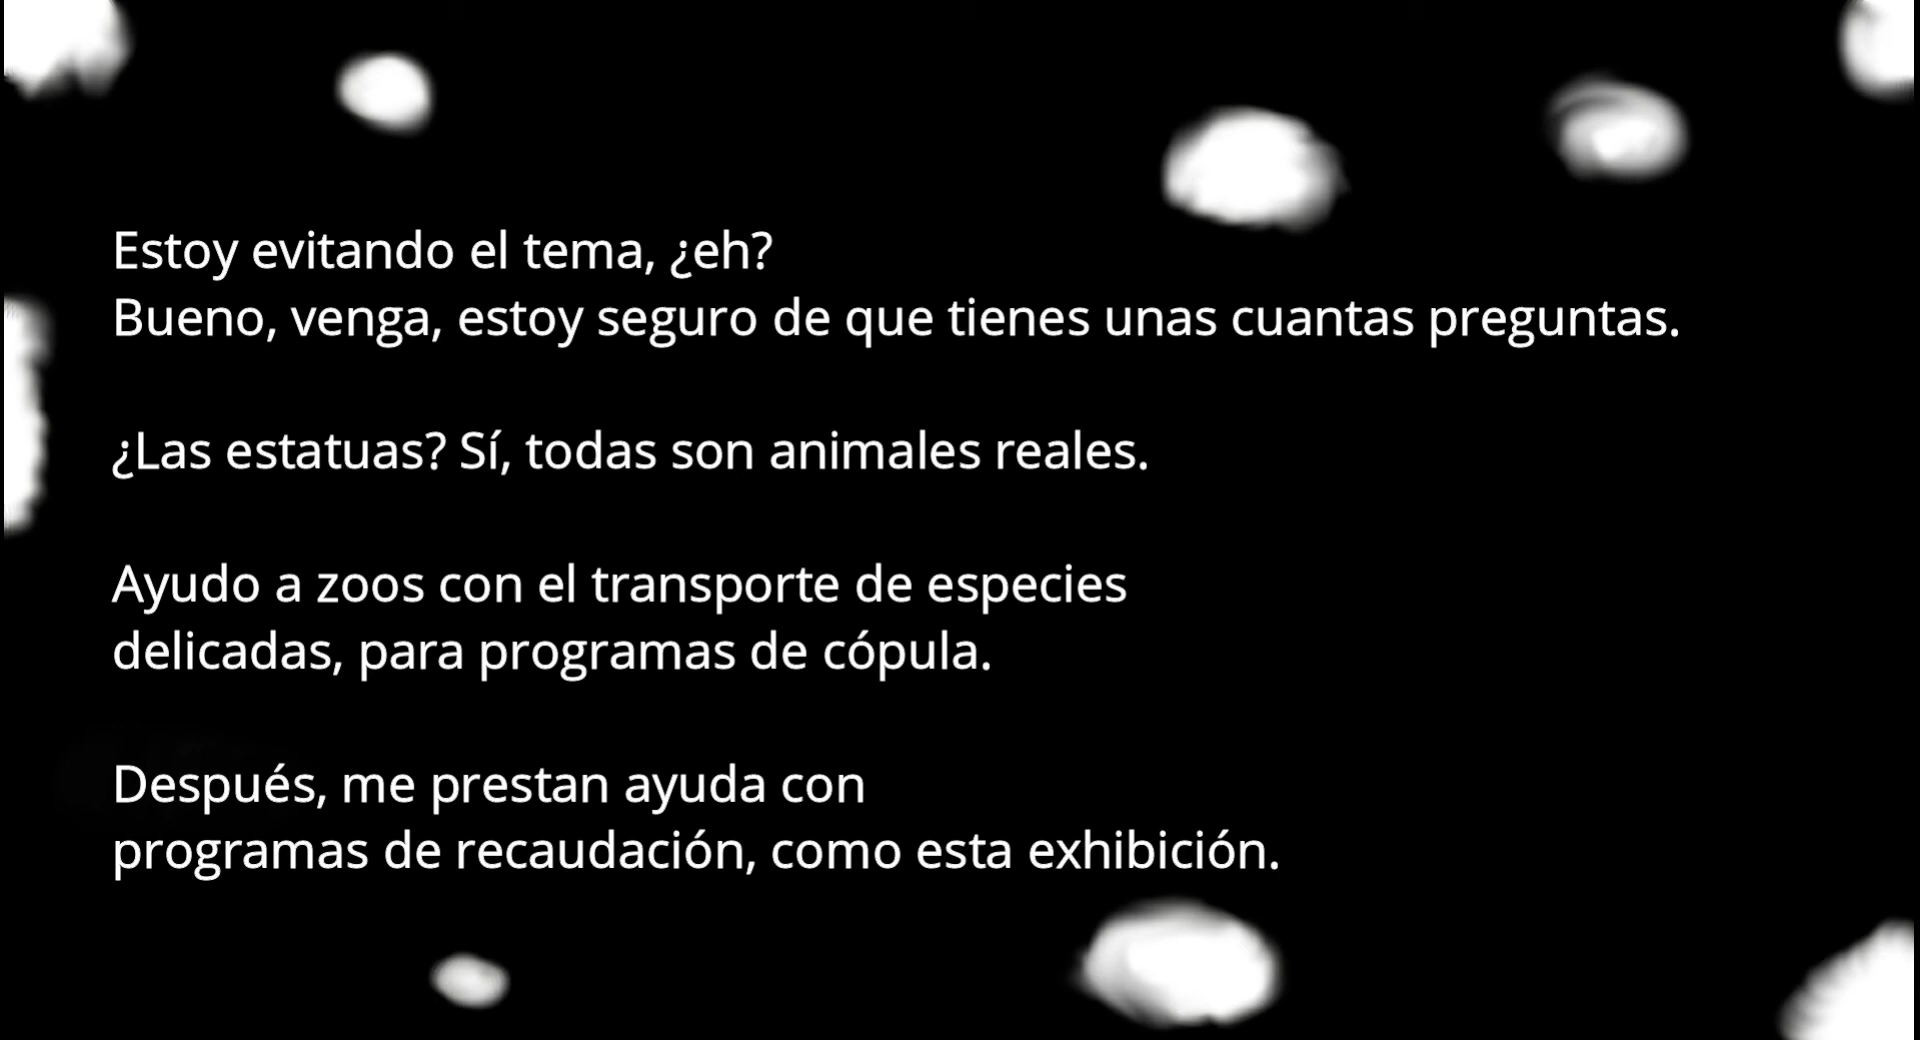 Estoy evitando el tema, ¿eh?
Bueno, venga, estoy seguro de que tienes unas cuantas preguntas.
¿Las estatuas? Sí, todas son animales reales.
Ayudo a zoos con el transporte de especies
delicadas, para programas de cópula.
Después, me prestan ayuda con
programas de recaudación, como esta exhibición.